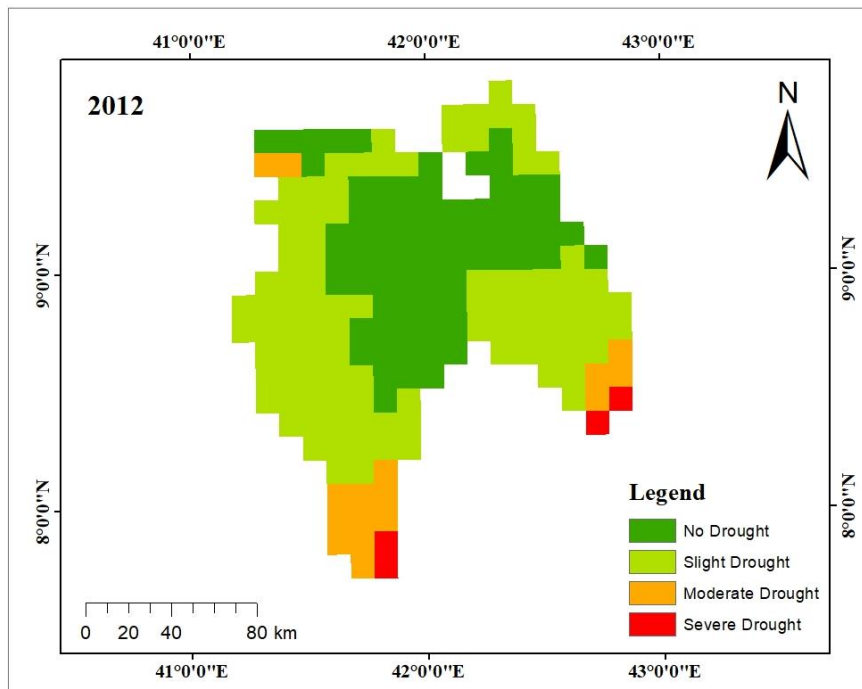 41°0'0"E 42°0'0"E 43°0'0"E
2012
N
9°0'0"N
9°0'0"N
8°0'0"N
8°0'0"N
Legend
No Drought
Slight Drought
Moderate Drought
Severe Drought
0 20 40 80 km
41°0'0"E 42°0'0"E 43°0'0"E